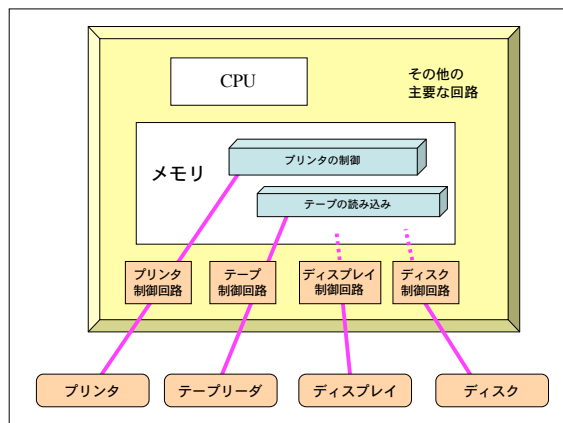 CPU
その他の
主要な回路
メモリ
プリンタの制御
テープの読み込み
プリンタ
制御回路
テープ
制御回路
ディスプレイ
制御回路
ディスク
制御回路
プリンタ
テープリーダ
ディスプレイ
ディスク